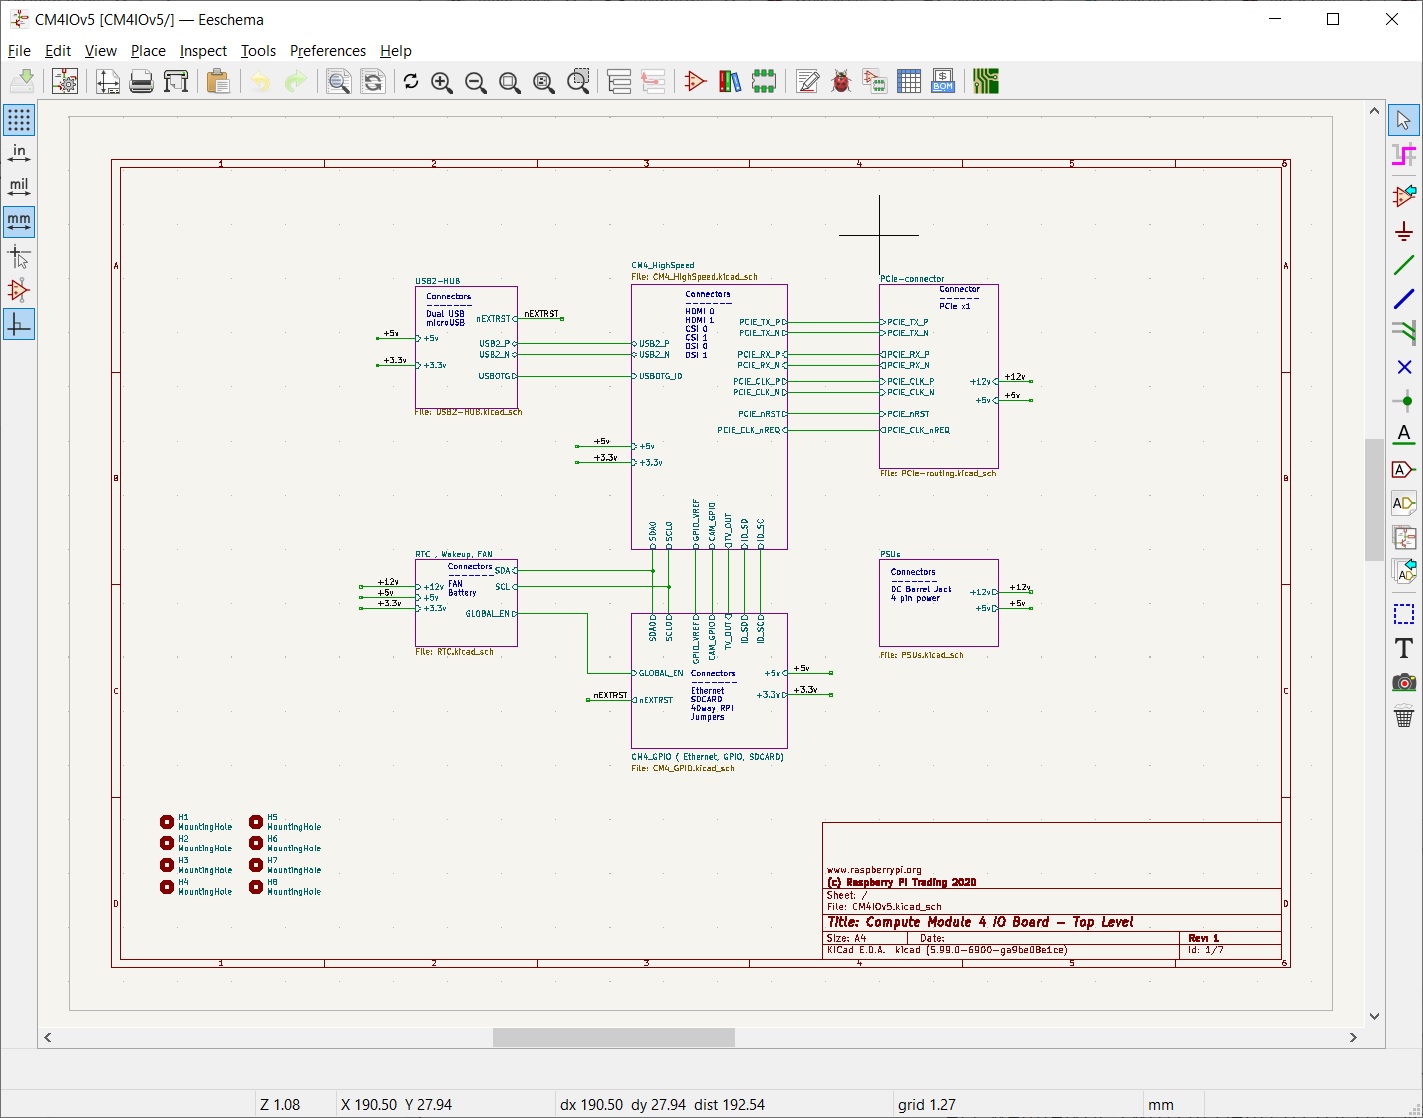 CM4IOv5 [CM4IOv5/] — Eeschema
File Edit View Place Inspect Tools Preferences Help
BOM
in
mil
mm
A
A
AD
AD
T
1 2 3 4 5 6
A A
B B
C C
D D
USB2-HUB
Connectors
Dual USB
microUSB
nEXTRST
nEXTRST
+5v
+5v
+3.3v
+3.3v
USB2_P
USB2_N
USBOTG
File: USB2-HUB.kicad_sch
CM4_HighSpeed
File: CM4_HighSpeed.kicad_sch
Connectors
HDMI 0
HDMI 1
CSI 0
CSI 1
DSI 0
DSI 1
USB2_P
USB2_N
USBOTG_ID
+5v
+5v
+3.3v
+3.3v
PCIE_TX_P
PCIE_TX_N
PCIE_RX_P
PCIE_RX_N
PCIE_CLK_P
PCIE_CLK_N
PCIE_nRST
PCIE_CLK_nREQ
SDA0
SCL0
GPIO_VREF
CAM_GPIO
TV_OUT
ID_SD
ID_SC
PCIe-connector
Connector
PCIe x1
PCIE_TX_P
PCIE_TX_N
PCIE_RX_P
PCIE_RX_N
PCIE_CLK_P
PCIE_CLK_N
PCIE_nRST
PCIE_CLK_nREQ
+12v
+12v
+5v
+5v
File: PCIe-routing.kicad_sch
RTC , Wakeup, FAN
Connectors
FAN
Battery
SDA
SCL
GLOBAL_EN
+12v
+12v
+5v
+5v
+3.3v
+3.3v
File: RTC.kicad_sch
SDA0
SCL0
GPIO_VREF
CAM_GPIO
TV_OUT
ID_SD
ID_SC
GLOBAL_EN
nEXTRST
nEXTRST
Connectors
Ethernet
SDCARD
40way RPI
Jumpers
+5v
+5v
+3.3v
+3.3v
CM4_GPIO ( Ethernet, GPIO, SDCARD)
File: CM4_GPIO.kicad_sch
PSUs
Connectors
DC Barrel Jack
4 pin power
+12v
+12v
+5v
+5v
File: PSUs.kicad_sch
H1
MountingHole
H2
MountingHole
H3
MountingHole
H4
MountingHole
H5
MountingHole
H6
MountingHole
H7
MountingHole
H8
MountingHole
www.raspberrypi.org
(c) Raspberry Pi Trading 2020
Sheet: /
File: CM4IOv5.kicad_sch
Title: Compute Module 4 IO Board - Top Level
Size: A4 Date: Rev: 1
KiCad E.D.A. kicad (5.99.0-6900-ga9be08e1ce) Id: 1/7
1 2 3 4 5 6
Z 1.08 X 190.50 Y 27.94 dx 190.50 dy 27.94 dist 192.54 grid 1.27 mm